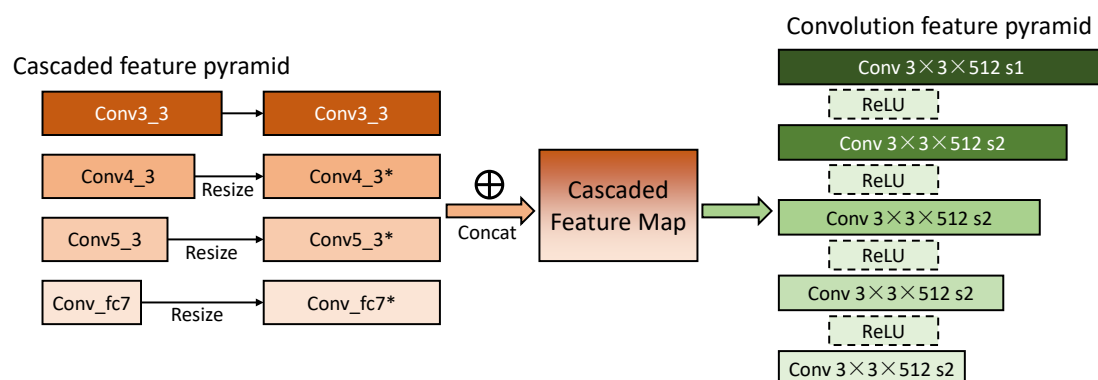 Convolution feature pyramid
Cascaded feature pyramid
Conv3_3
Conv3_3
Conv4_3
Resize
Conv4_3*
Conv5_3
Resize
Conv5_3*
Conv_fc7
Resize
Conv_fc7*
Concat
Cascaded
Feature Map
Conv 3×3×512 s1
ReLU
Conv 3×3×512 s2
ReLU
Conv 3×3×512 s2
ReLU
Conv 3×3×512 s2
ReLU
Conv 3×3×512 s2